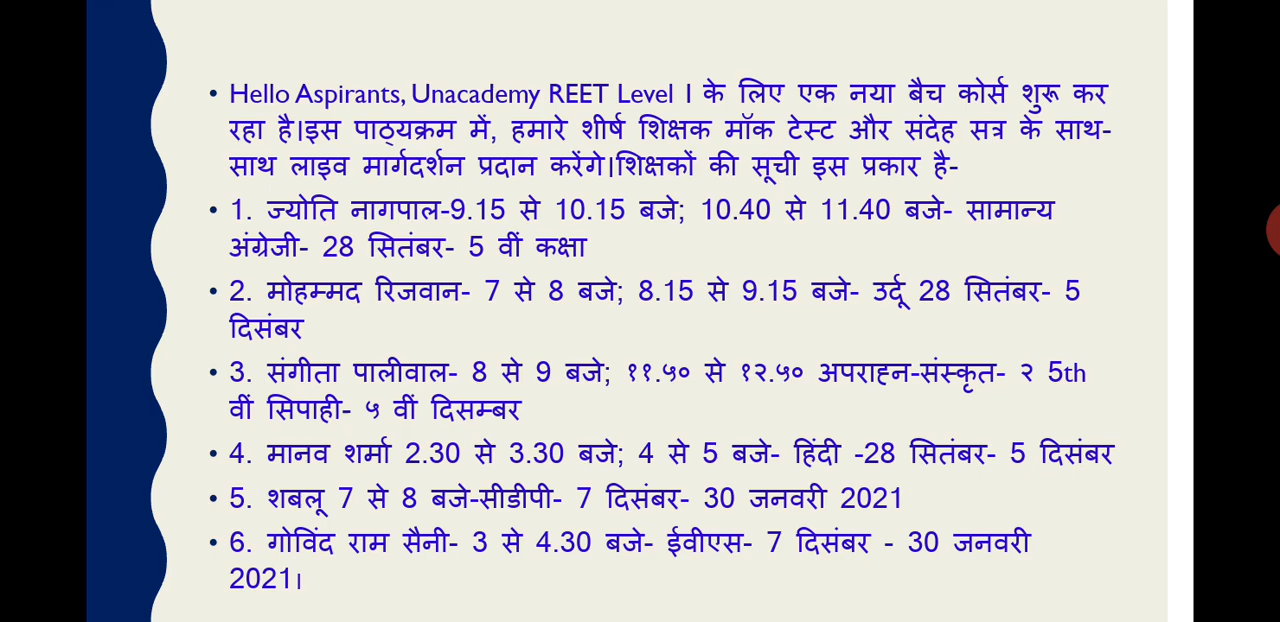 Hello Aspirants, Unacademy REET Level I के लिए एक नया बैच कोर्स शुरू कर
रहा है।इस पाठ्यक्रम में, हमारे शीर्ष शिक्षक मॉक टेस्ट और संदेह सत्र के साथ-
साथ लाइव मार्गदर्शन प्रदान करेंगे।शिक्षकों की सूची इस प्रकार है-
1. ज्योति नागपाल-9.15 से 10.15 बजे; 10.40 से 11.40 बजे- सामान्य
अंग्रेजी- 28 सितंबर- 5 वीं कक्षा
2. मोहम्मद रिजवान- 7 से 8 बजे; 8.15 से 9.15 बजे- उर्दू 28 सितंबर- 5
दिसंबर
3. संगीता पालीवाल- 8 से 9 बजे; ११.५० से १२.५० अपराह्न-संस्कृत- २ 5th
वीं सिपाही- ५ वीं दिसम्बर
4. मानव शर्मा 2.30 से 3.30 बजे; 4 से 5 बजे- हिंदी -28 सितंबर- 5 दिसंबर
5. शबलू 7 से 8 बजे-सीडीपी- 7 दिसंबर- 30 जनवरी 2021
6. गोविंद राम सैनी- 3 से 4.30 बजे- ईवीएस- 7 दिसंबर - 30 जनवरी
2021।